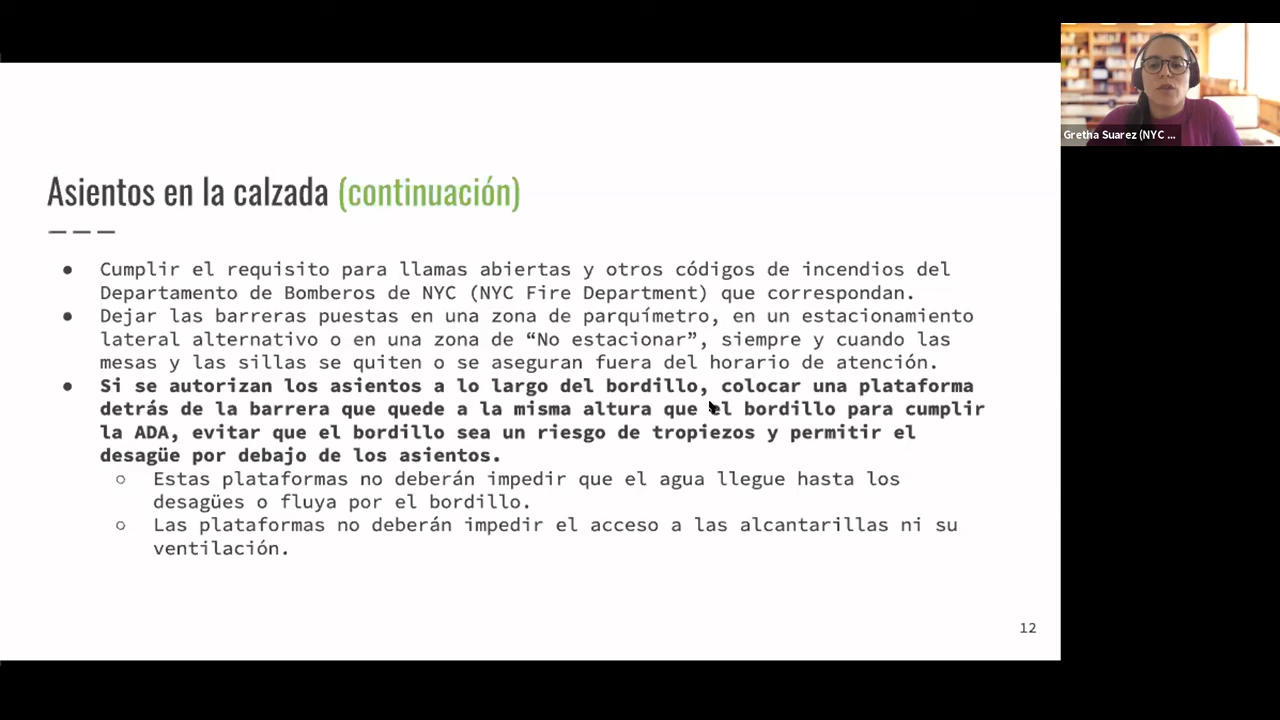 Asientos en la calzada (continuación)
● Cumplir el requisito para llamas abiertas y otros códigos de incendios del
Departamento de Bomberos de NYC (NYC Fire Department) que correspondan.
● Dejar las barreras puestas en una zona de parquímetro, en un estacionamiento
lateral alternativo o en una zona de “No estacionar”, siempre y cuando las
mesas y las sillas se quiten o se aseguran fuera del horario de atención.
● Si se autorizan los asientos a lo largo del bordillo, colocar una plataforma
detrás de la barrera que quede a la misma altura que el bordillo para cumplir
la ADA, evitar que el bordillo sea un riesgo de tropiezos y permitir el
desagüe por debajo de los asientos.
○ Estas plataformas no deberán impedir que el agua llegue hasta los
desagües o fluya por el bordillo.
○ Las plataformas no deberán impedir el acceso a las alcantarillas ni su
ventilación.
12
Gretha Suarez (NYC ...